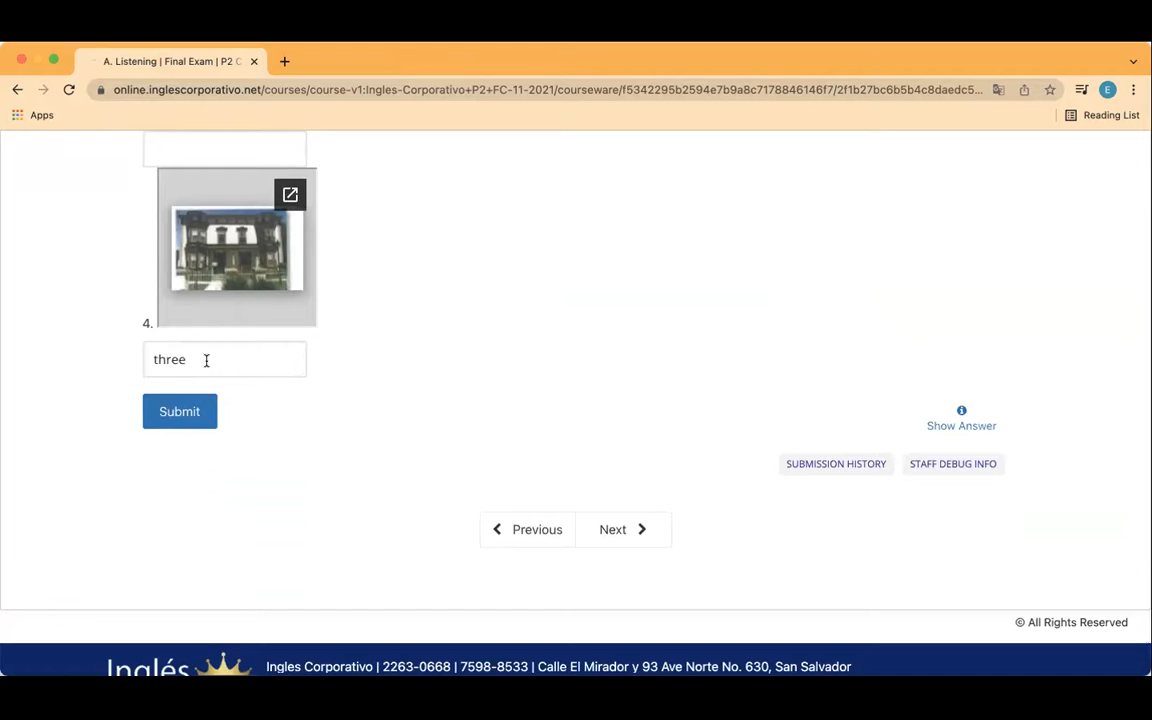 A. Listening | Final Exam | P2 C
online.inglescorporativo.net/courses/course-v1:Ingles-Corporativo+P2+FC-11-2021/courseware/f5342295b2594e7b9a8c7178846146f7/2f1b27bc6b5b4c8daedc5...
E
Apps
Reading List
4.
three
Submit
Show Answer
SUBMISSION HISTORY
STAFF DEBUG INFO
Previous
Next
© All Rights Reserved
Inglés
Ingles Corporativo | 2263-0668 | 7598-8533 | Calle El Mirador y 93 Ave Norte No. 630, San Salvador